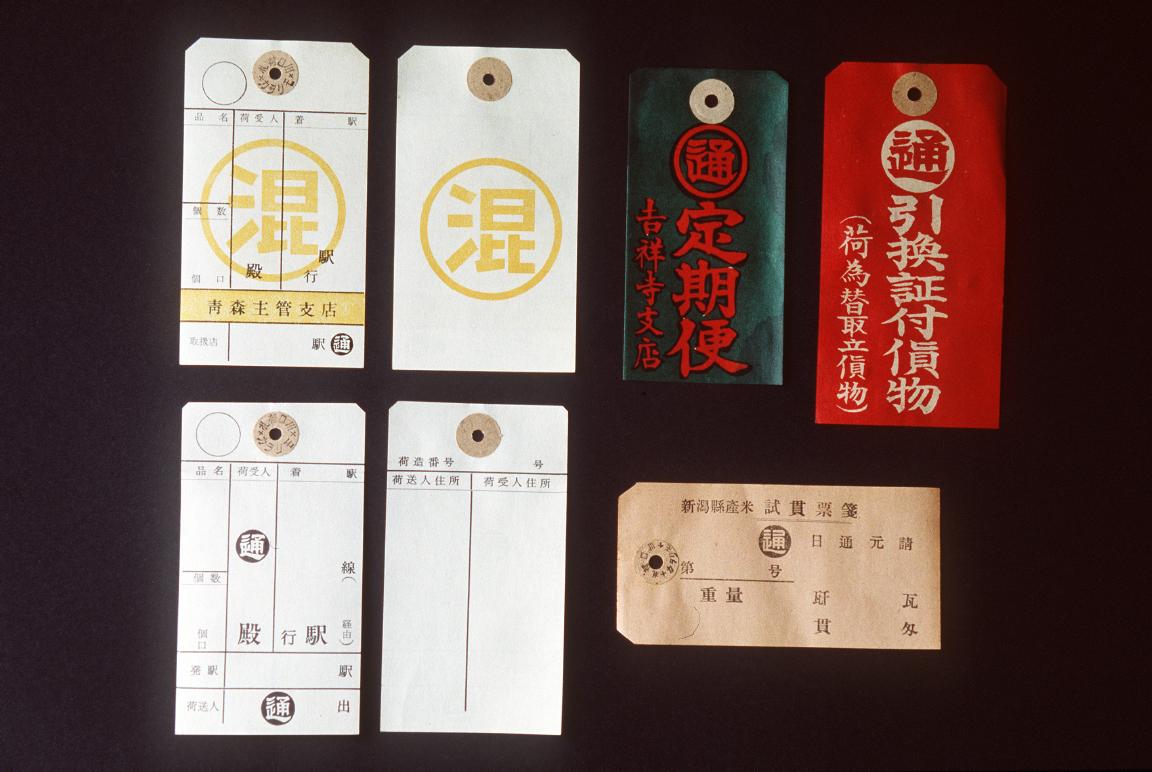 品名 荷受人 着 駅
混
個数
個口 殿 行 駅
靑森主管支店
取扱店 駅 通
混
通
定期便
吉祥寺支店
通
引換証付貨物
(荷為替取立貨物)
品名 荷受人 着 駅
通
線
個数
(経由)
個口 殿 行 駅
発駅 駅
荷送人 通 出
荷造番号 号
荷送人住所 荷受人住所
新潟縣産米 試貫票箋
通 日通元請
第 号
重量 瓩 瓦
貫 匁